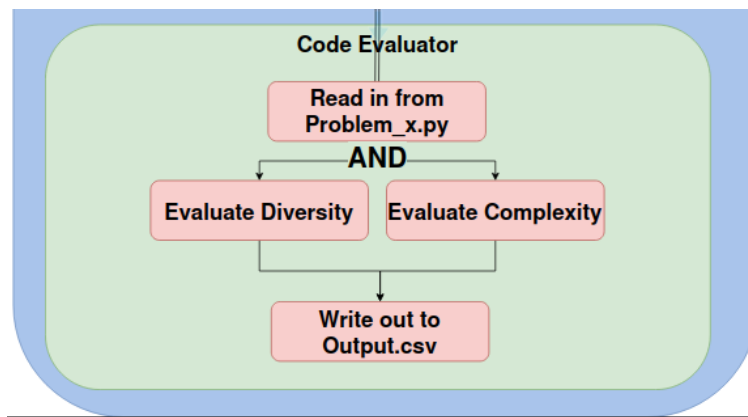 Code Evaluator
Read in from
Problem_x.py
AND
Evaluate Diversity
Evaluate Complexity
Write out to
Output.csv